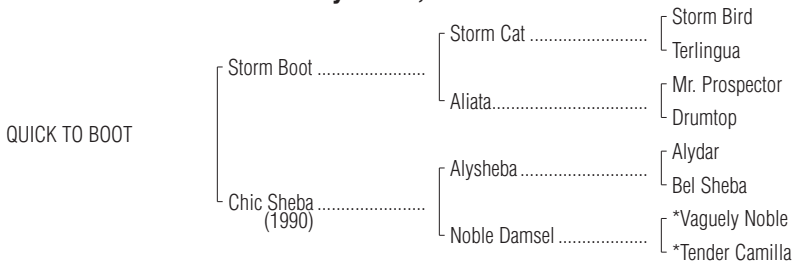 Storm Bird
Storm Cat ........................
Terlingua
Storm Boot ......................
Mr. Prospector
Aliata................................
Drumtop
QUICK TO BOOT
Alydar
Alysheba ..........................
Bel Sheba
Chic Sheba ......................
(1990)
*Vaguely Noble
Noble Damsel ..................
*Tender Camilla